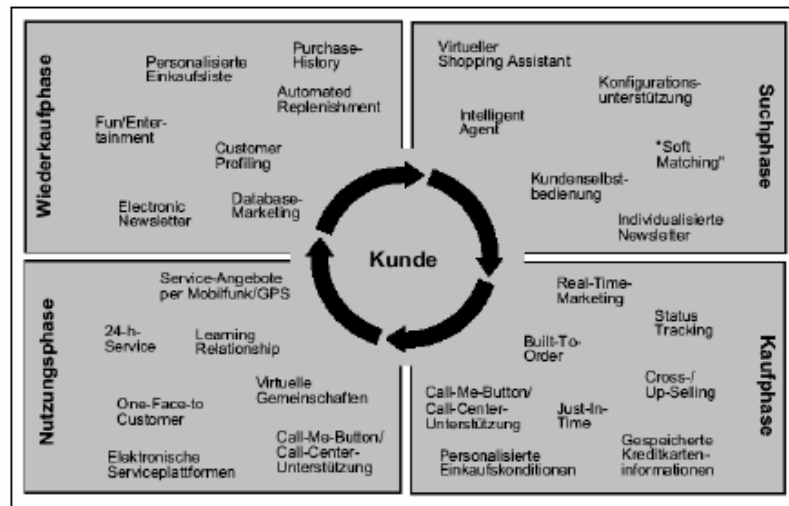 Wiederkaufphase
Personalisierte
Einkaufsliste
Purchase-
History
Automated
Replenishment
Fun/Enter-
tainment
Customer
Profiling
Electronic
Newsletter
Database-
Marketing
Suchphase
Virtueller
Shopping Assistant
Konfigurations-
unterstützung
Intelligent
Agent
"Soft
Matching"
Kundenselbst-
bedienung
Individualisierte
Newsletter
Kunde
Nutzungsphase
Service-Angebote
per Mobilfunk/GPS
24-h-
Service
Learning
Relationship
Virtuelle
Gemeinschaften
One-Face-to
Customer
Call-Me-Button/
Call-Center-
Unterstützung
Elektronische
Serviceplattformen
Kaufphase
Real-Time-
Marketing
Status
Tracking
Built-To-
Order
Cross-/
Up-Selling
Call-Me-Button/
Call-Center-
Unterstützung
Just-In-
Time
Personalisierte
Einkaufskonditionen
Gespeicherte
Kreditkarten-
informationen